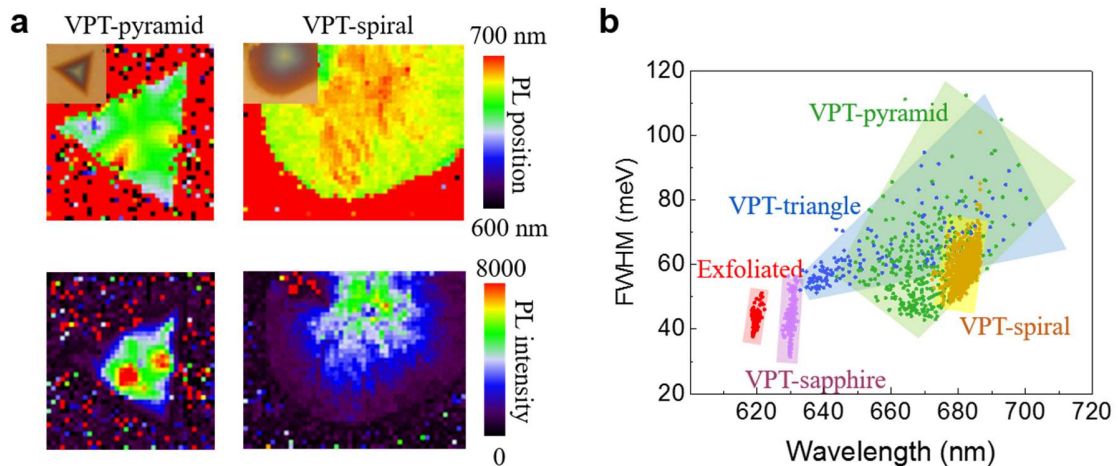 a
VPT-pyramid
VPT-spiral
700 nm
PL position
600 nm
8000
PL intensity
0
b
120
100
80
60
40
20
FWHM (meV)
VPT-pyramid
VPT-triangle
Exfoliated
VPT-spiral
VPT-sapphire
620 640 660 680 700 720
Wavelength (nm)